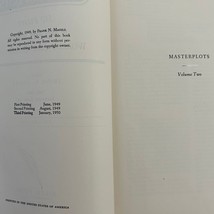 Copyright, 1949, by Frank N. Magill
All rights reserved. No part of this book
may be reproduced in any form without per-
mission in writing from the copyright owner.
First Printing June, 1949
Second Printing August, 1949
Third Printing January, 1950
PRINTED IN THE UNITED STATES OF AMERICA
MASTERPLOTS
Volume Two